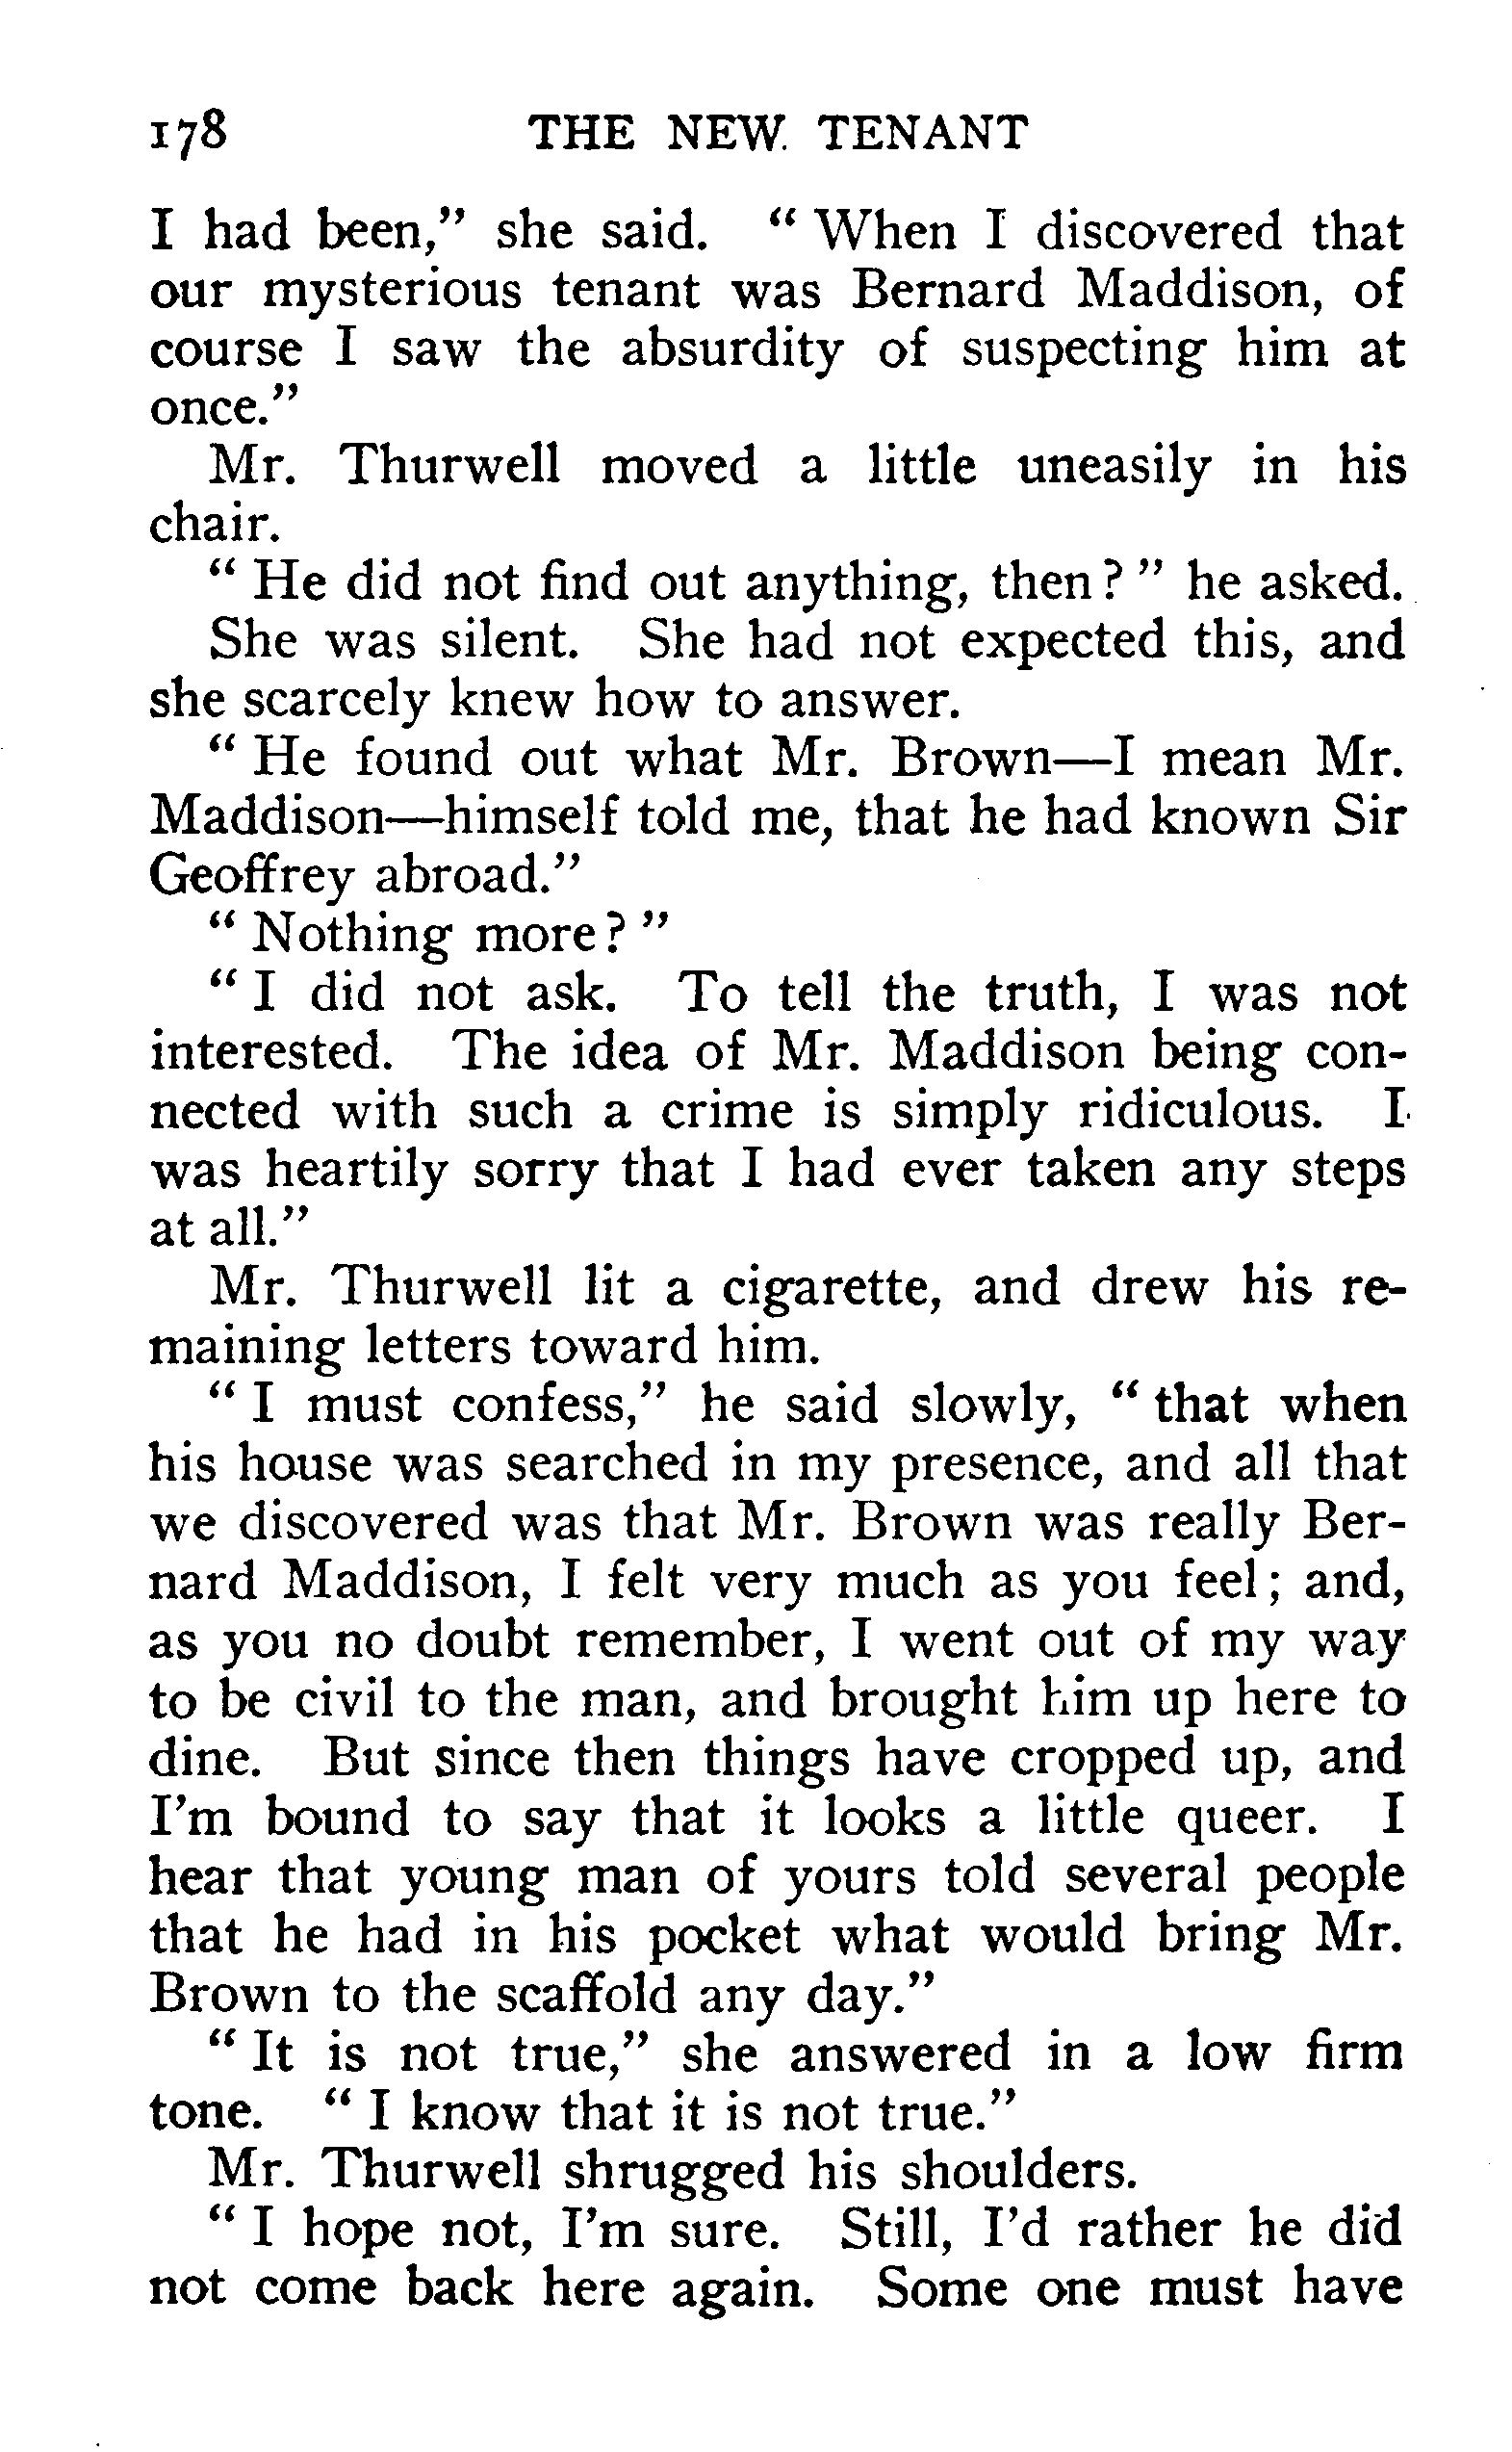 178 THE NEW TENANT
I had been," she said. "When I discovered that
our mysterious tenant was Bernard Maddison, of
course I saw the absurdity of suspecting him at
once."
Mr. Thurwell moved a little uneasily in his
chair.
"He did not find out anything, then?" he asked.
She was silent. She had not expected this, and
she scarcely knew how to answer.
"He found out what Mr. Brown—I mean Mr.
Maddison—himself told me, that he had known Sir
Geoffrey abroad."
"Nothing more?"
"I did not ask. To tell the truth, I was not
interested. The idea of Mr. Maddison being con-
nected with such a crime is simply ridiculous. I
was heartily sorry that I had ever taken any steps
at all."
Mr. Thurwell lit a cigarette, and drew his re-
maining letters toward him.
"I must confess," he said slowly, "that when
his house was searched in my presence, and all that
we discovered was that Mr. Brown was really Ber-
nard Maddison, I felt very much as you feel; and,
as you no doubt remember, I went out of my way
to be civil to the man, and brought him up here to
dine. But since then things have cropped up, and
I'm bound to say that it looks a little queer. I
hear that young man of yours told several people
that he had in his pocket what would bring Mr.
Brown to the scaffold any day."
"It is not true," she answered in a low firm
tone. "I know that it is not true."
Mr. Thurwell shrugged his shoulders.
"I hope not, I'm sure. Still, I'd rather he did
not come back here again. Some one must have